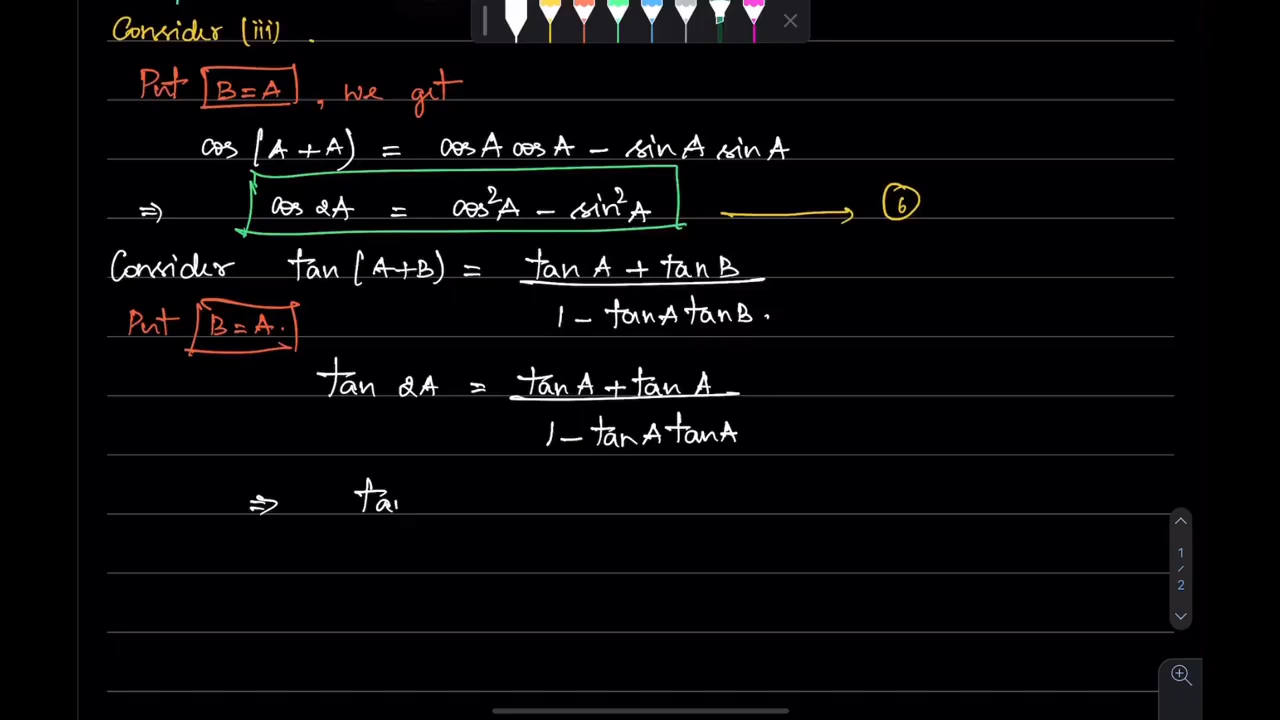 Consider (iii) .
Put B = A , we get
cos (A + A) = cos A cos A − sin A sin A
⇒ cos 2A = cos²A − sin²A ⟶ 6
Consider tan (A+B) = tan A + tan B
1 − tan A tan B .
Put B = A .
tan 2A = tan A + tan A
1 − tan A tan A
⇒ tan
1
/
2